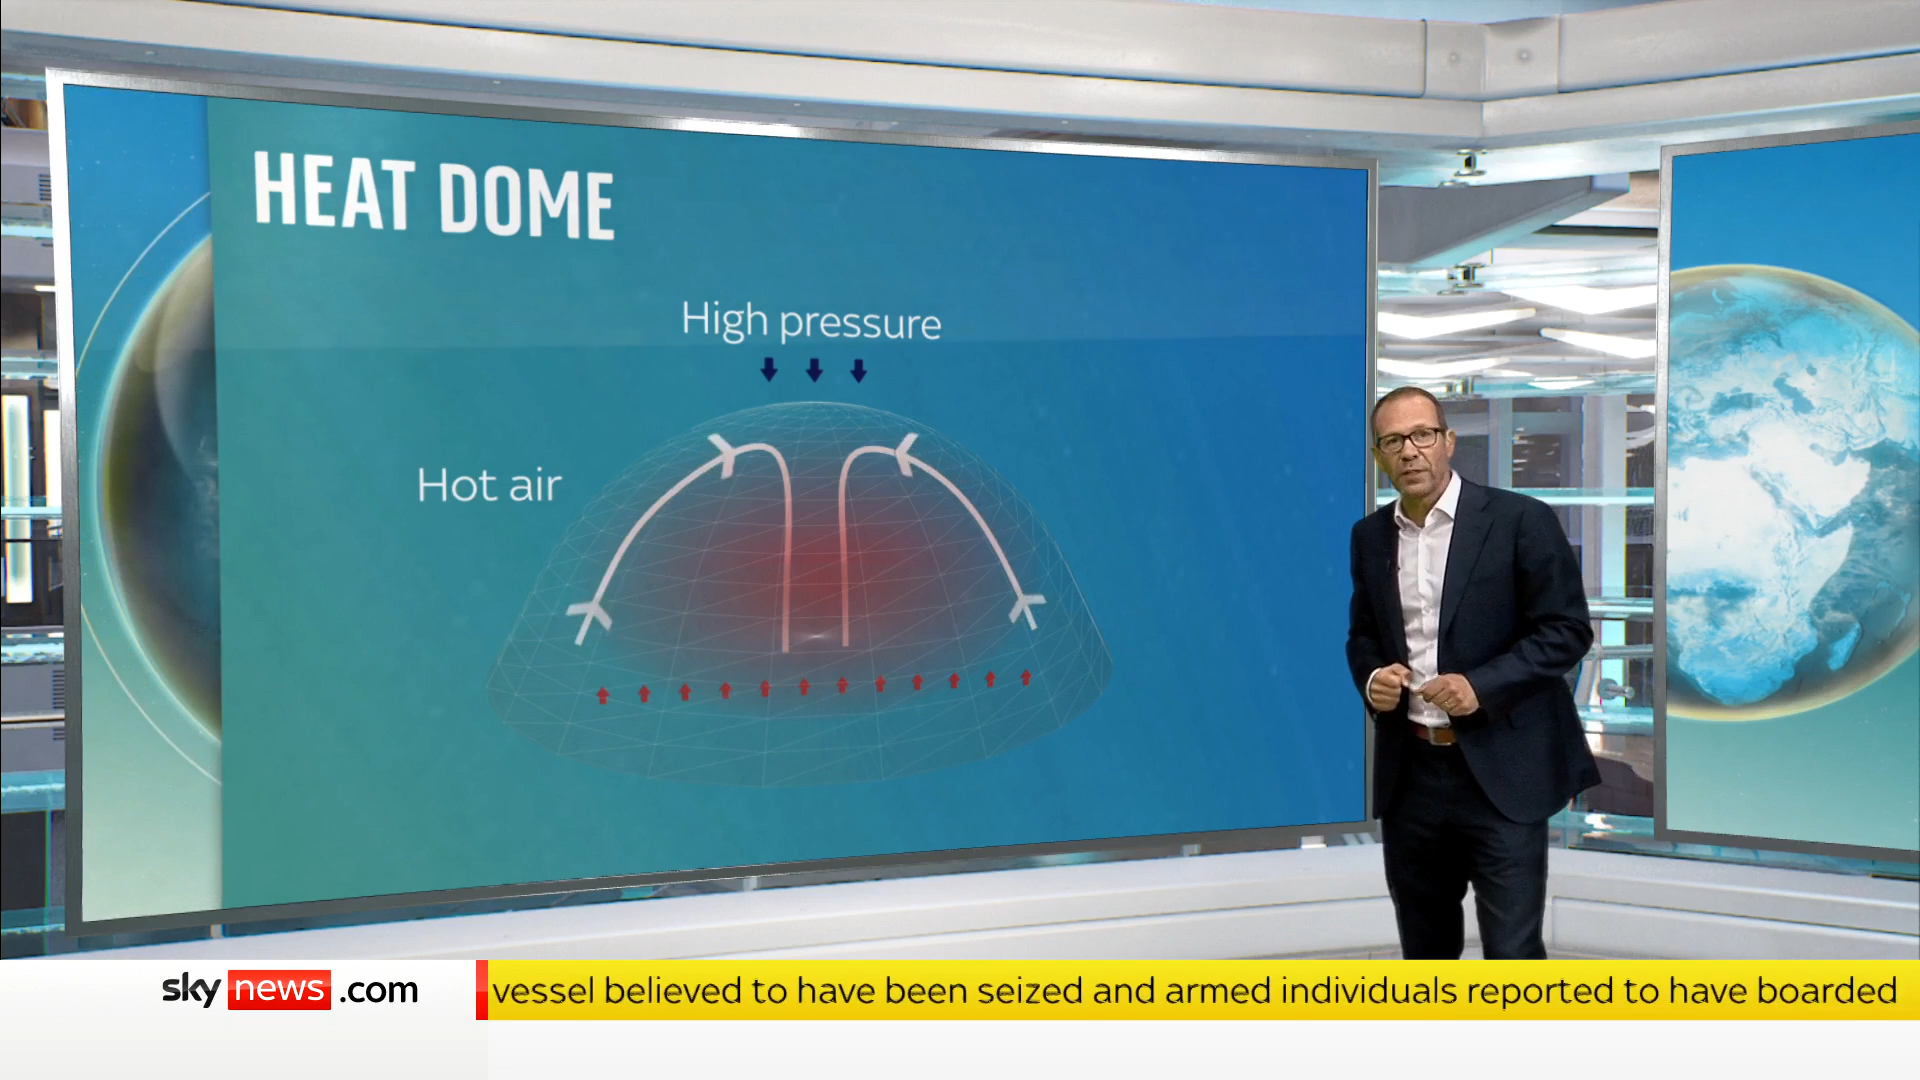 HEAT DOME
High pressure
Hot air
sky news .com
vessel believed to have been seized and armed individuals reported to have boarded